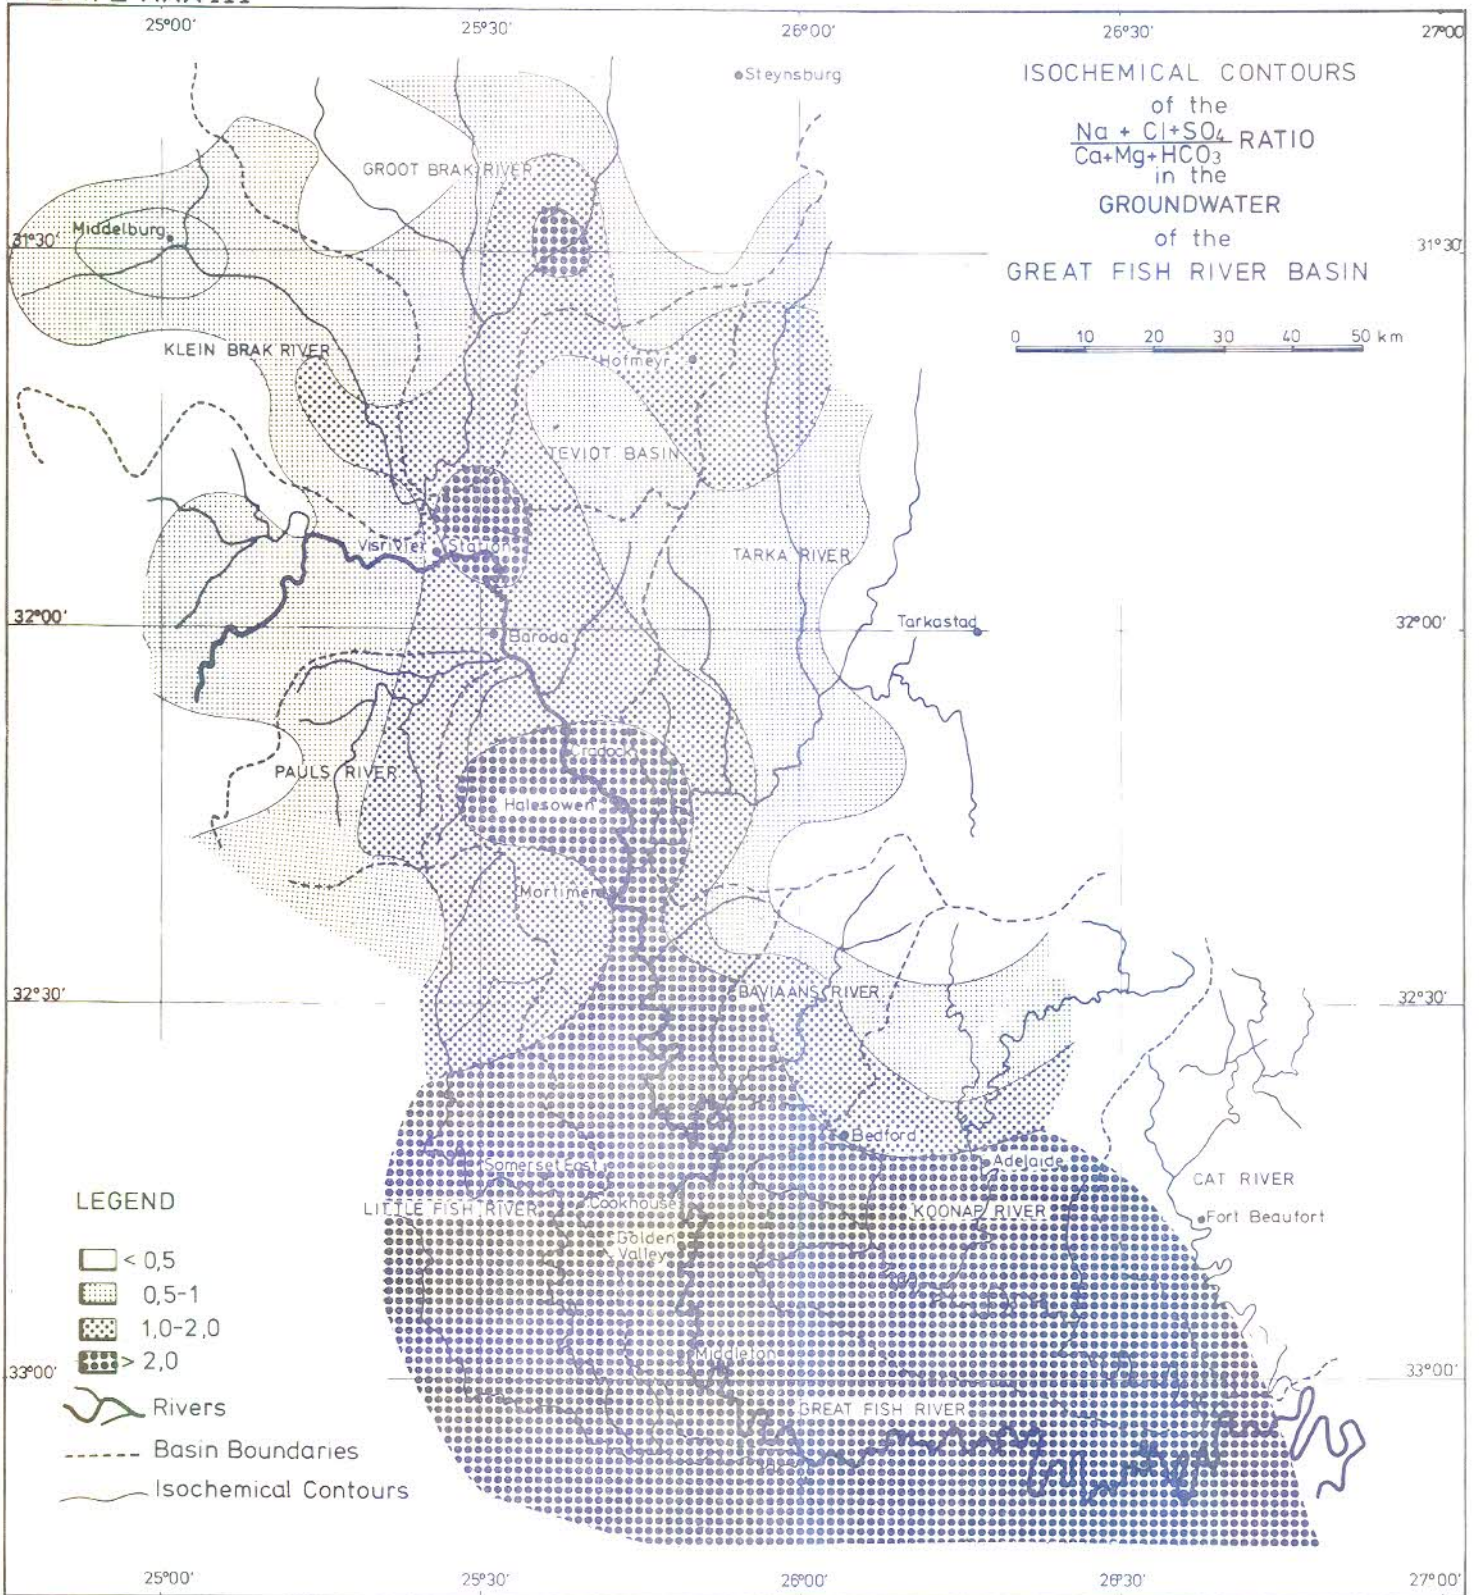 25°00'
25°30'
26°00'
26°30'
27°00
Steynsburg
ISOCHEMICAL CONTOURS
of the
Na + Cl+SO₄
RATIO
Ca+Mg+HCO₃
in the
GROUNDWATER
of the
GREAT FISH RIVER BASIN
0 10 20 30 40 50 km
GROOT BRAK RIVER
Middelburg
31°30'
31°30'
KLEIN BRAK RIVER
Hofmeyr
TEVIOT BASIN
Visrivier Station
TARKA RIVER
32°00'
Baroda
Tarkastad
32°00'
Cradock
PAULS RIVER
Halesowen
Mortimer
32°30'
BAVIAANS RIVER
32°30'
Bedford
Somerset East
Adelaide
LITTLE FISH RIVER
Cookhouse
KOONAP RIVER
CAT RIVER
Fort Beaufort
Golden
Valley
LEGEND
< 0,5
0,5-1
1,0-2,0
> 2,0
Rivers
Basin Boundaries
Isochemical Contours
Middleton
33°00'
33°00'
GREAT FISH RIVER
25°00'
25°30'
26°00'
26°30'
27°00'